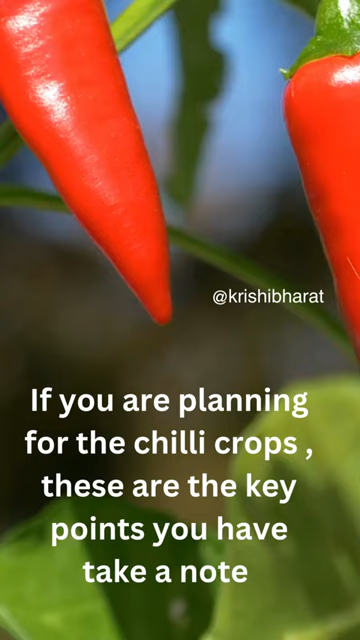 @krishibharat
If you are planning
for the chilli crops ,
these are the key
points you have
take a note